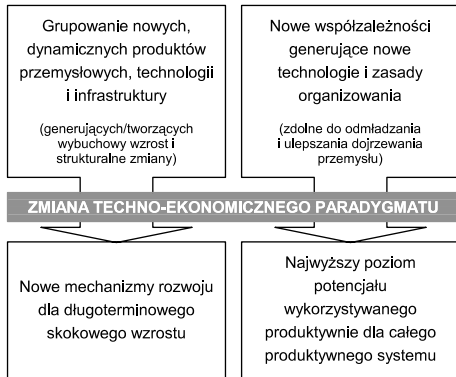 Grupowanie nowych,
dynamicznych produktów
przemysłowych, technologii
i infrastruktury
(generujących/tworzących
wybuchowy wzrost i
strukturalne zmiany)
Nowe współzależności
generujące nowe
technologie i zasady
organizowania
(zdolne do odmładzania
i ulepszania dojrzewania
przemysłu)
ZMIANA TECHNO-EKONOMICZNEGO PARADYGMATU
Nowe mechanizmy rozwoju
dla długoterminowego
skokowego wzrostu
Najwyższy poziom
potencjału
wykorzystywanego
produktywnie dla całego
produktywnego systemu